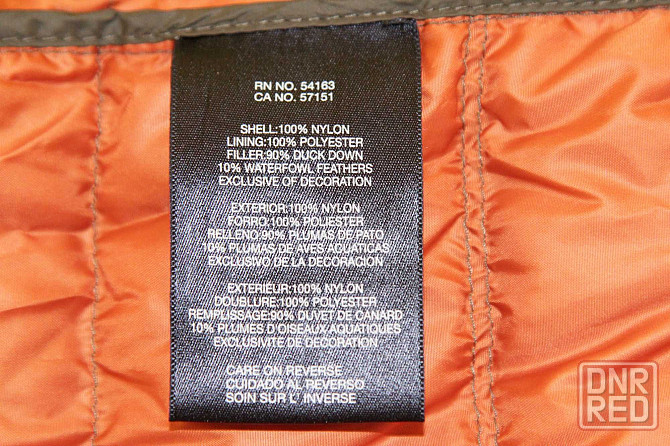 RN NO. 54163
CA NO. 57151
SHELL:100% NYLON
LINING:100% POLYESTER
FILLER:90% DUCK DOWN
10% WATERFOWL FEATHERS
EXCLUSIVE OF DECORATION
EXTERIOR:100% NYLON
FORRO:100% POLIESTER
RELLENO:90% PLUMAS DE PATO
10% PLUMAS DE AVES AQUATICAS
EXCLUSIVO DE LA DECORACION
EXTERIEUR:100% NYLON
DOUBLURE:100% POLYESTER
REMPLISSAGE:90% DUVET DE CANARD
10% PLUMES D'OISEAUX AQUATIQUES
EXCLUSIVITE DE DECORATION
CARE ON REVERSE
CUIDADO AL REVERSO
SOIN SUR L' INVERSE
DNR
RED